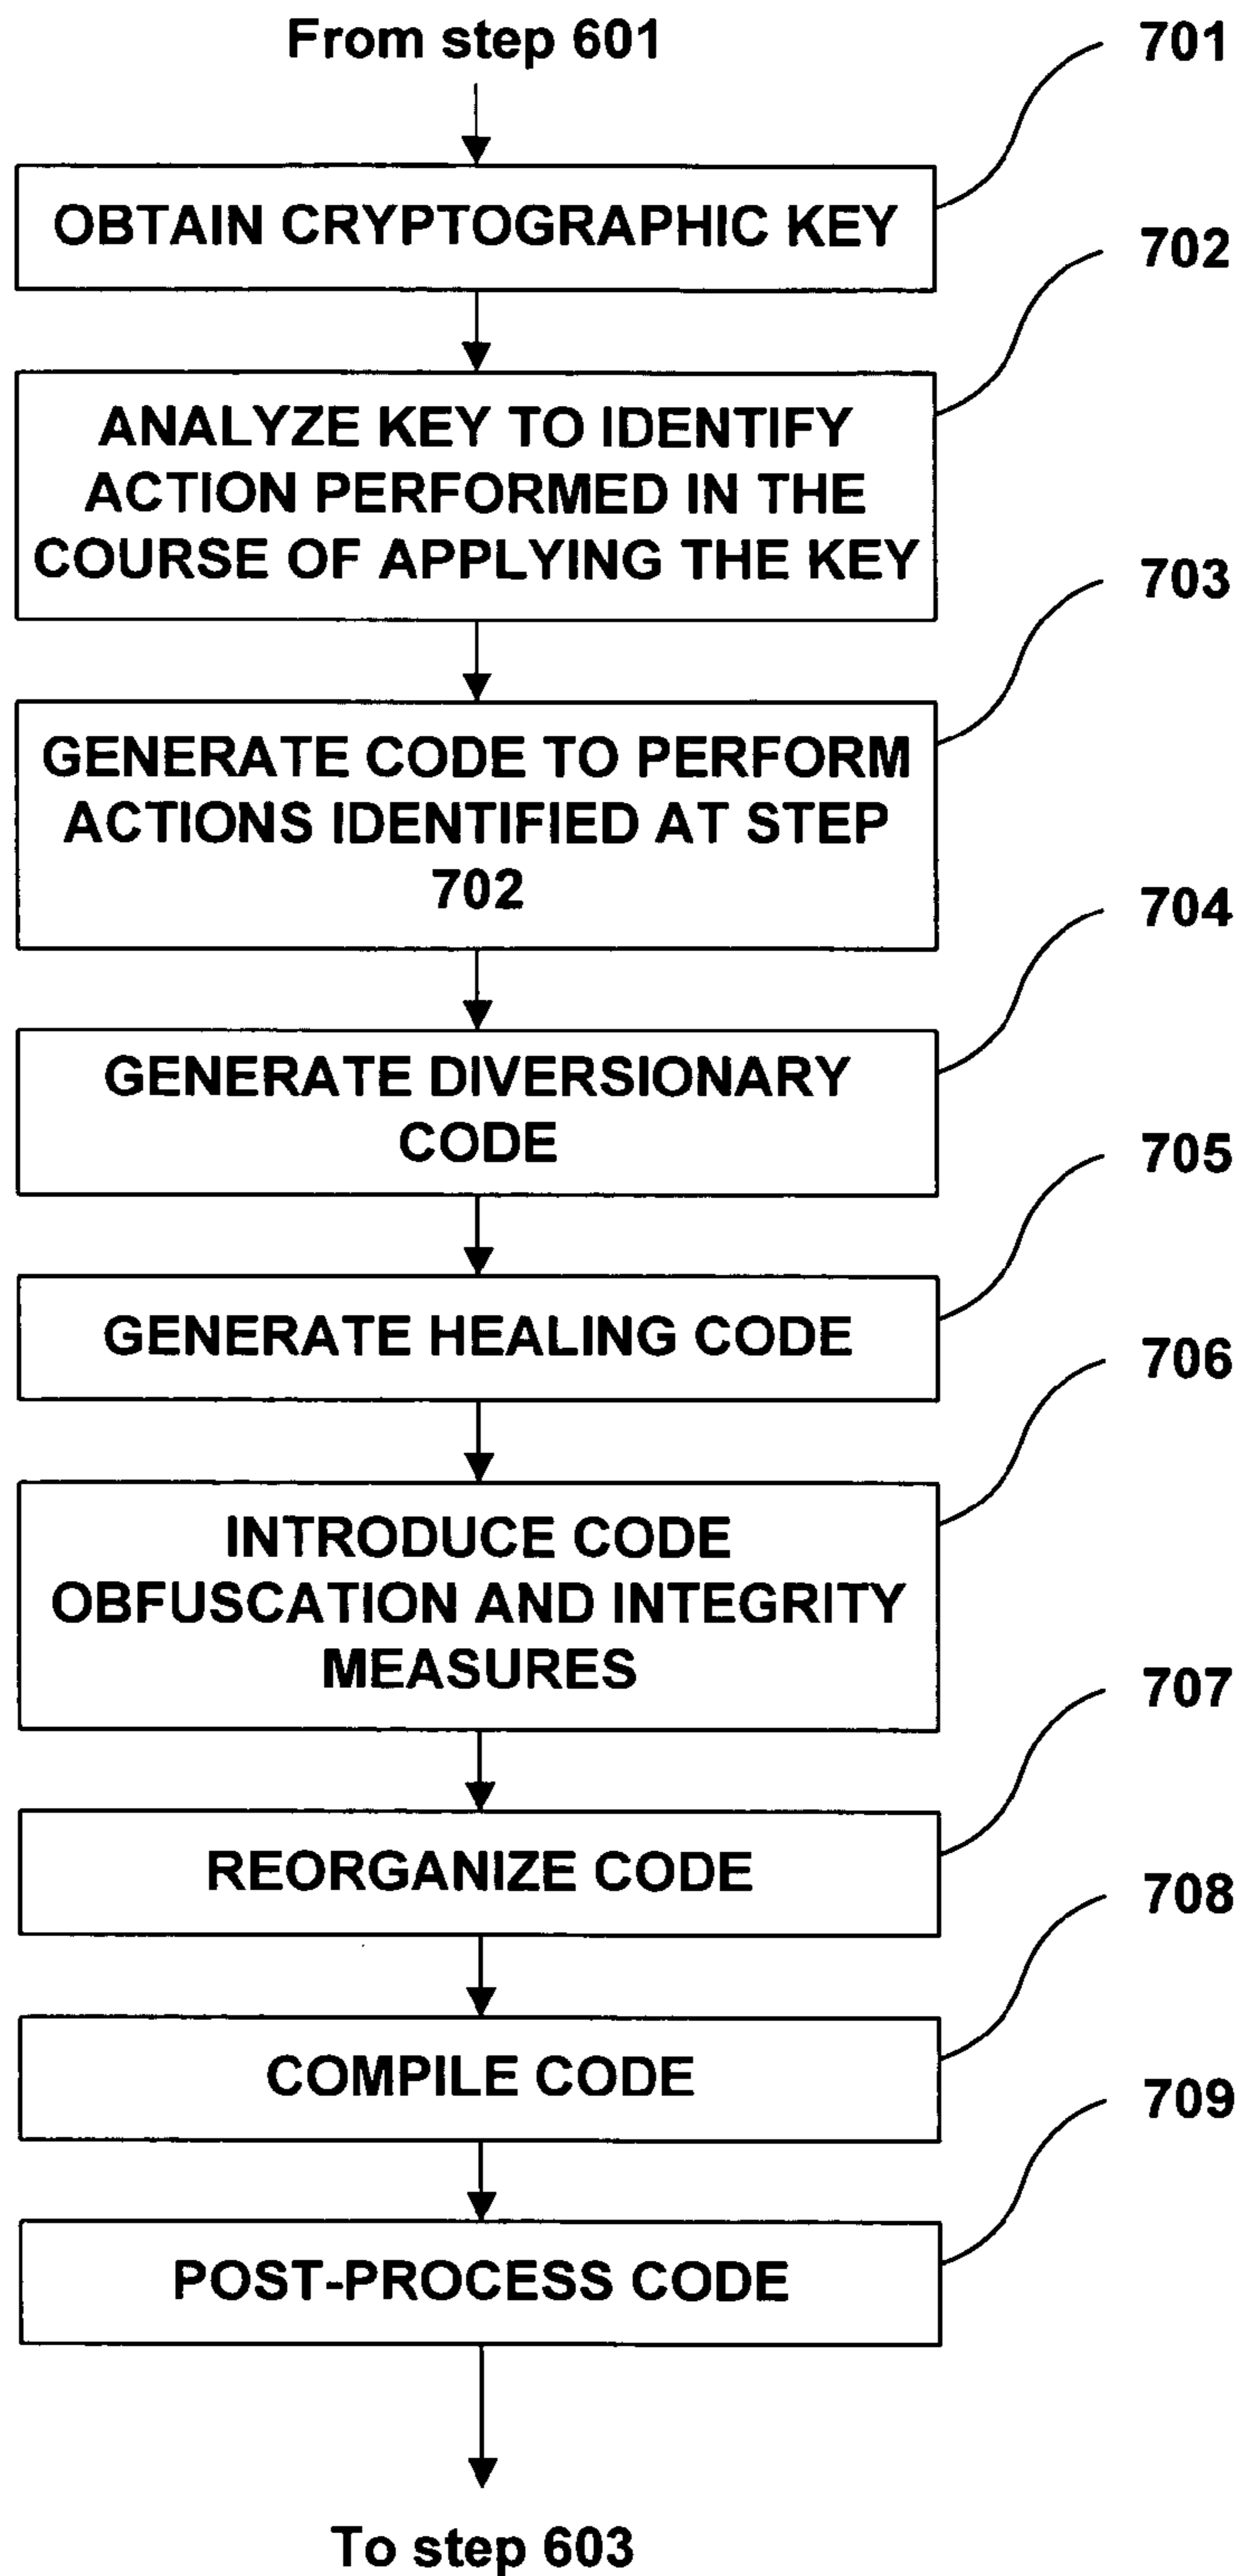 From step 601
701
OBTAIN CRYPTOGRAPHIC KEY
702
ANALYZE KEY TO IDENTIFY
ACTION PERFORMED IN THE
COURSE OF APPLYING THE KEY
703
GENERATE CODE TO PERFORM
ACTIONS IDENTIFIED AT STEP
702
704
GENERATE DIVERSIONARY
CODE
705
GENERATE HEALING CODE
706
INTRODUCE CODE
OBFUSCATION AND INTEGRITY
MEASURES
707
REORGANIZE CODE
708
COMPILE CODE
709
POST-PROCESS CODE
To step 603